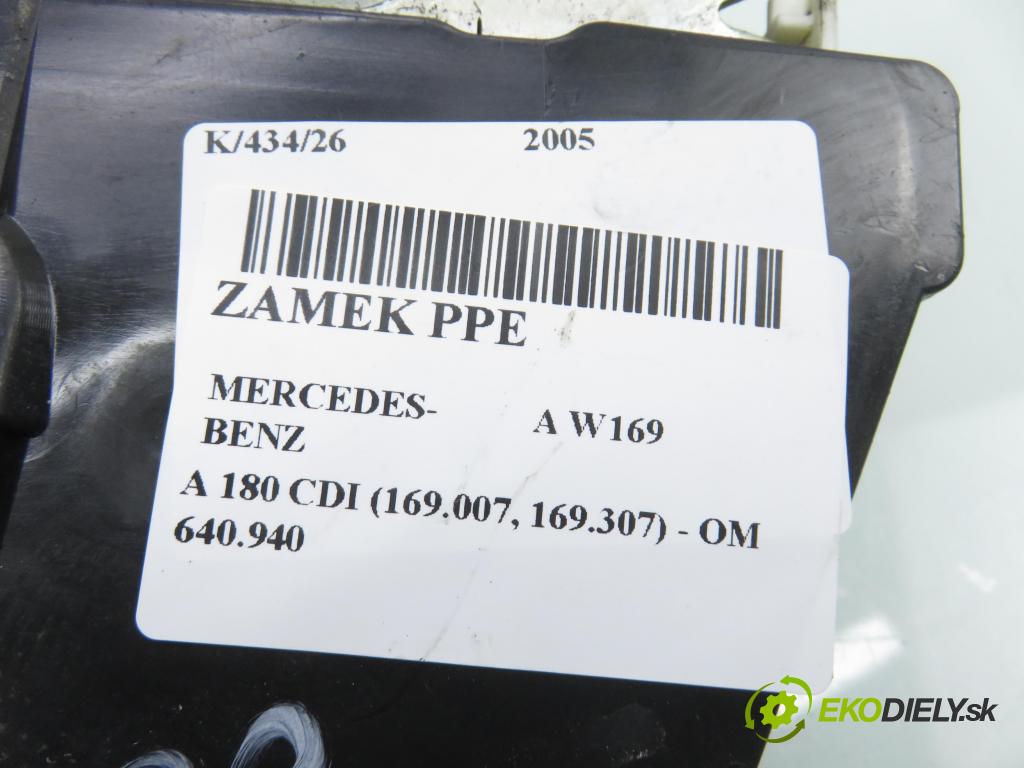 K/434/26 2005
ZAMEK PPE
MERCEDES-
BENZ
A W169
A 180 CDI (169.007, 169.307) - OM
640.940
EKODIELY.sk